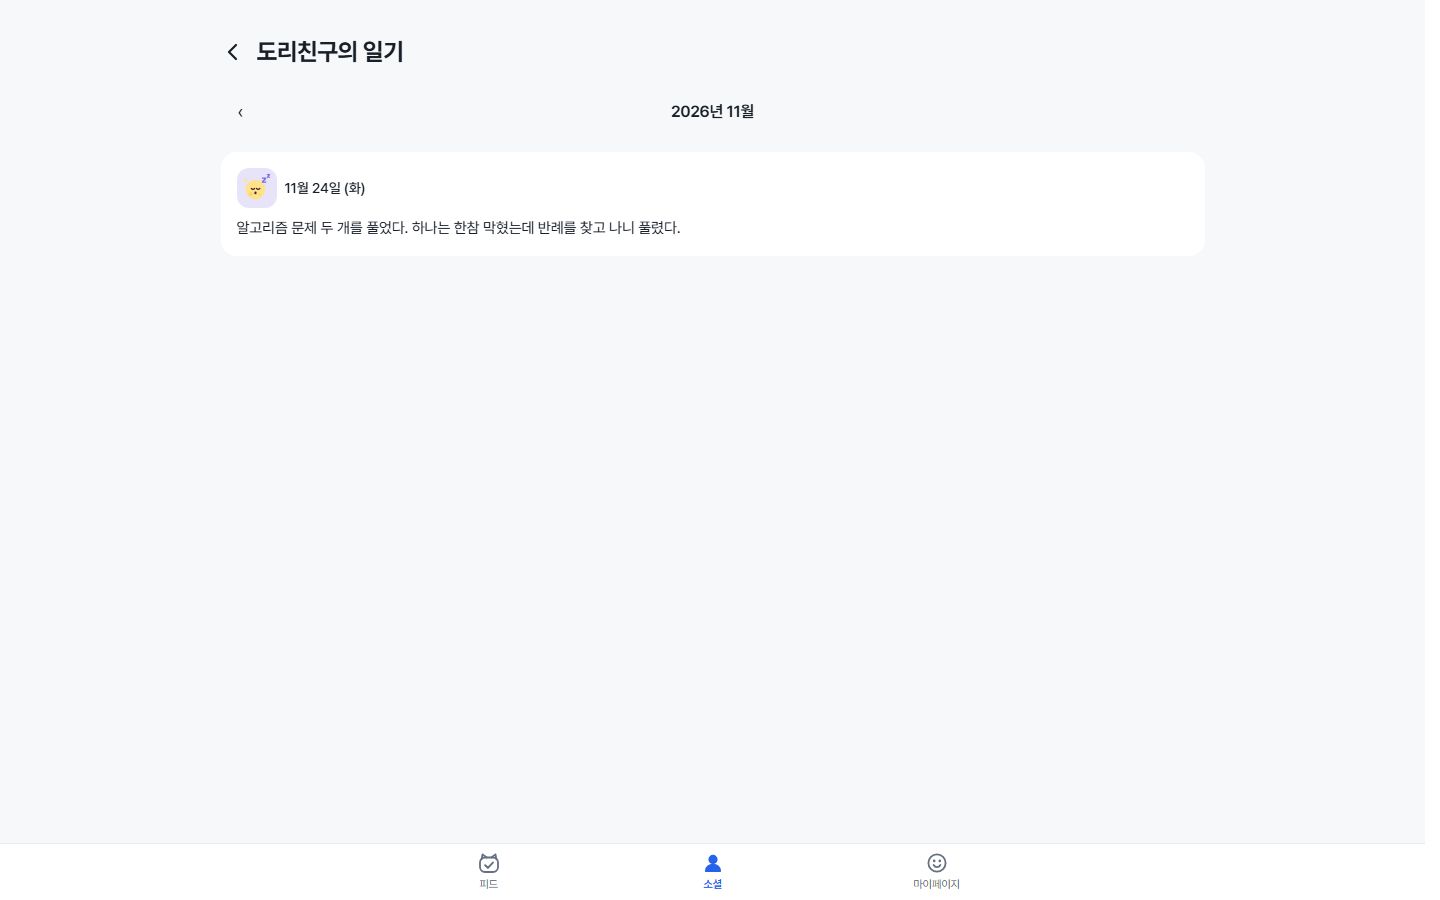 도리친구의 일기
‹
2026년 11월
11월 24일 (화)
알고리즘 문제 두 개를 풀었다. 하나는 한참 막혔는데 반례를 찾고 나니 풀렸다.
피드
소셜
마이페이지